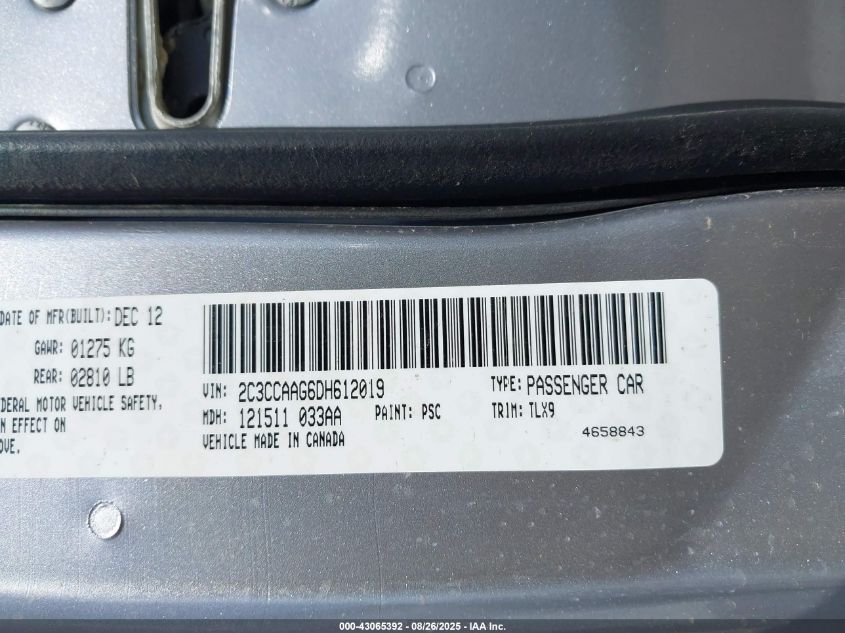 DATE OF MFR(BUILT): DEC 12
GAWR: 01275 KG
REAR: 02810 LB
DERAL MOTOR VEHICLE SAFETY,
N EFFECT ON
OVE.
VIN: 2C3CCAAG6DH612019
TYPE: PASSENGER CAR
MDH: 121511 033AA PAINT: PSC
TRIM: TLX9
VEHICLE MADE IN CANADA
4658843
000-43065392 - 08/26/2025 - IAA Inc.